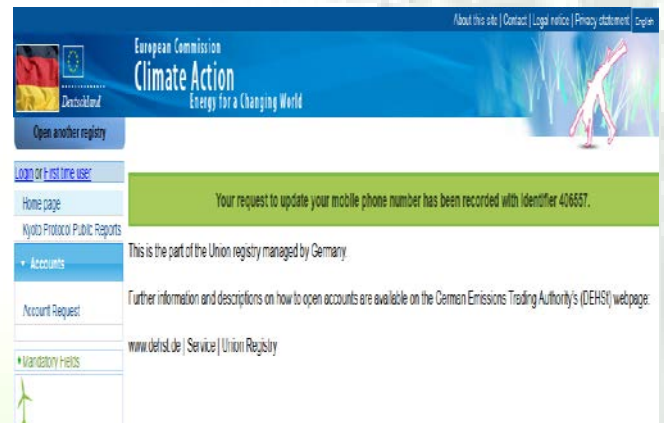 About this site | Contact | Legal notice | Privacy statement English
European Commission
Climate Action
Energy for a Changing World
Deutschland
Open another registry
Login or First time user
Home page
Kyoto Protocol Public Reports
Accounts
Account Request
Mandatory Fields
Your request to update your mobile phone number has been recorded with identifier 406557.
This is the part of the Union registry managed by Germany.
Further information and descriptions on how to open accounts are available on the German Emissions Trading Authority's (DEHSt) webpage:
www.dehst.de | Service | Union Registry